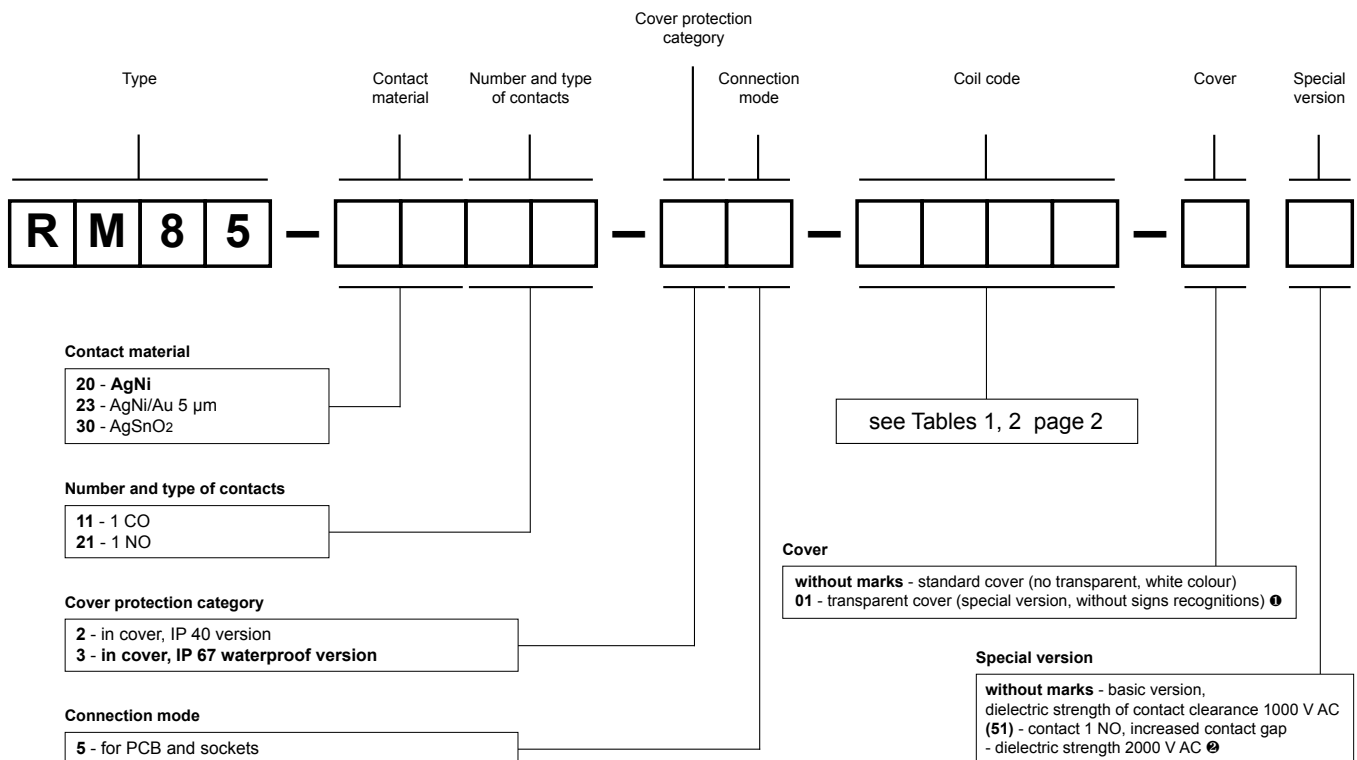 Cover protection
category
Type
Contact
material
Number and type
of contacts
Connection
mode
Coil code
Cover
Special
version
R M 8 5 – – – –
Contact material
20 - AgNi
23 - AgNi/Au 5 µm
30 - AgSnO2
see Tables 1, 2 page 2
Number and type of contacts
11 - 1 CO
21 - 1 NO
Cover
without marks - standard cover (no transparent, white colour)
01 - transparent cover (special version, without signs recognitions) ❶
Cover protection category
2 - in cover, IP 40 version
3 - in cover, IP 67 waterproof version
Special version
without marks - basic version,
dielectric strength of contact clearance 1000 V AC
(51) - contact 1 NO, increased contact gap
- dielectric strength 2000 V AC ❷
Connection mode
5 - for PCB and sockets